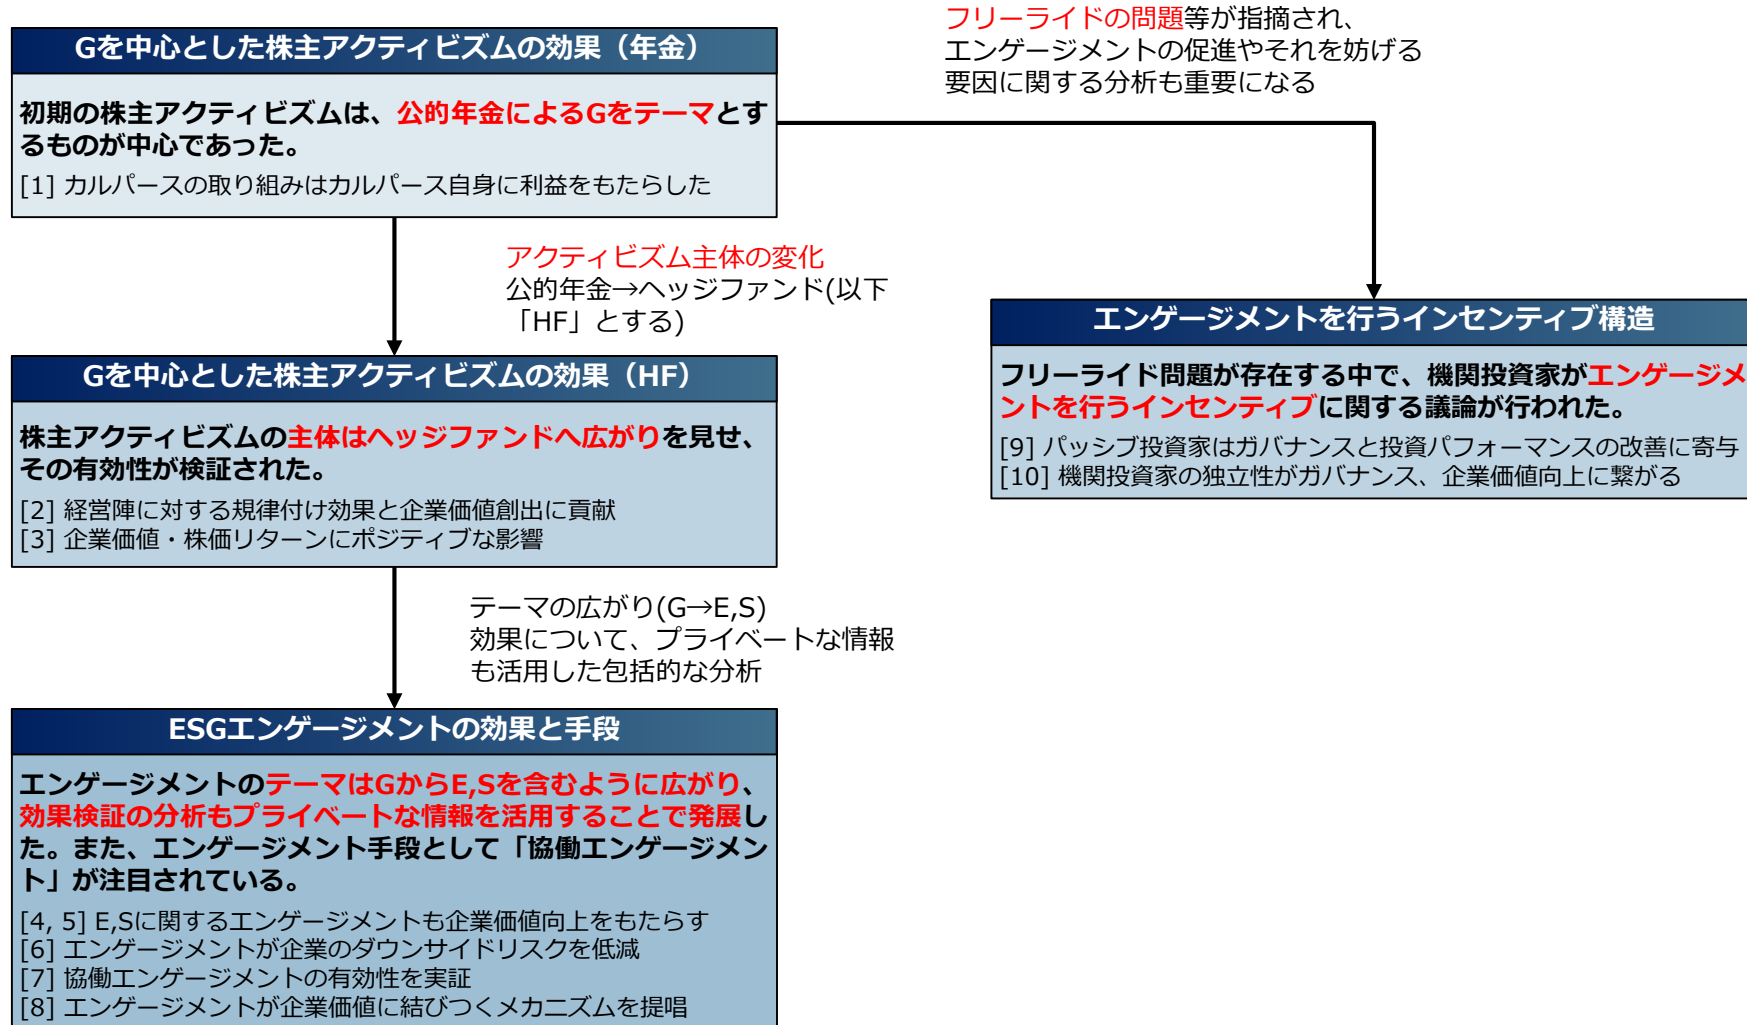 Gを中心とした株主アクティビズムの効果（年金）
初期の株主アクティビズムは、公的年金によるGをテーマとす
るものが中心であった。
[1] カルパースの取り組みはカルパース自身に利益をもたらした
フリーライドの問題等が指摘され、
エンゲージメントの促進やそれを妨げる
要因に関する分析も重要になる
アクティビズム主体の変化
公的年金→ヘッジファンド(以下
「HF」とする)
Gを中心とした株主アクティビズムの効果（HF）
株主アクティビズムの主体はヘッジファンドへ広がりを見せ、
その有効性が検証された。
[2] 経営陣に対する規律付け効果と企業価値創出に貢献
[3] 企業価値・株価リターンにポジティブな影響
エンゲージメントを行うインセンティブ構造
フリーライド問題が存在する中で、機関投資家がエンゲージメ
ントを行うインセンティブに関する議論が行われた。
[9] パッシブ投資家はガバナンスと投資パフォーマンスの改善に寄与
[10] 機関投資家の独立性がガバナンス、企業価値向上に繋がる
テーマの広がり(G→E,S)
効果について、プライベートな情報
も活用した包括的な分析
ESGエンゲージメントの効果と手段
エンゲージメントのテーマはGからE,Sを含むように広がり、
効果検証の分析もプライベートな情報を活用することで発展し
た。また、エンゲージメント手段として「協働エンゲージメン
ト」が注目されている。
[4, 5] E,Sに関するエンゲージメントも企業価値向上をもたらす
[6] エンゲージメントが企業のダウンサイドリスクを低減
[7] 協働エンゲージメントの有効性を実証
[8] エンゲージメントが企業価値に結びつくメカニズムを提唱